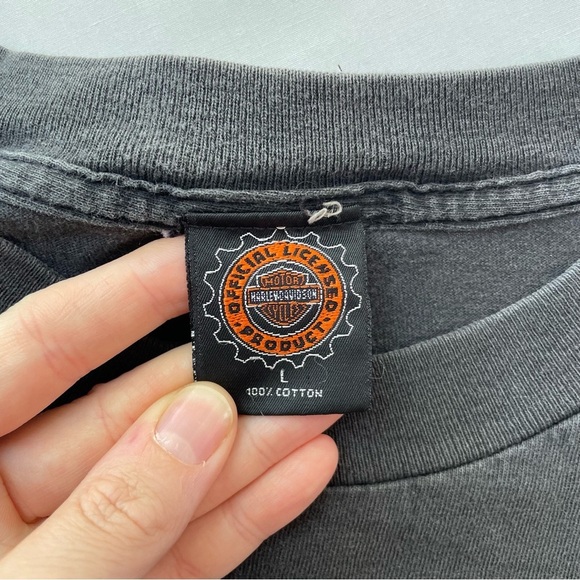 OFFICIAL LICENSED
MOTOR
HARLEY-DAVIDSON
CYCLES
PRODUCT
L
100% COTTON